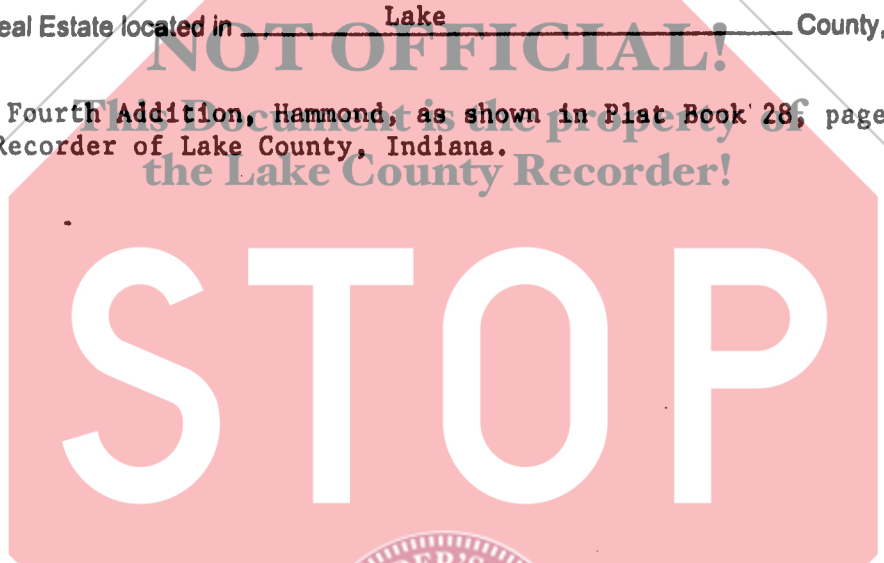 eal Estate located in Lake County,
NOT OFFICIAL!
Fourth Addition, Hammond, as shown in Plat Book 28, page
This Document is the property of
Recorder of Lake County, Indiana.
the Lake County Recorder!
STOP